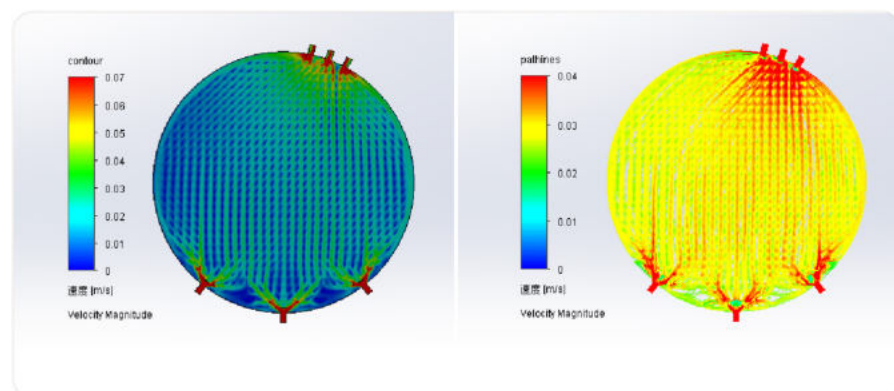 contour
0.07
0.06
0.05
0.04
0.03
0.02
0.01
0
速度 [m/s]
Velocity Magnitude
pathlines
0.04
0.03
0.02
0.01
0
速度 [m/s]
Velocity Magnitude